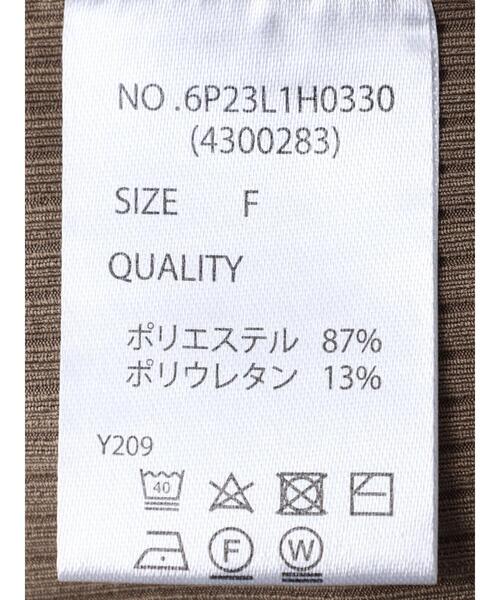 NO .6P23L1H0330
(4300283)
SIZE F
QUALITY
ポリエステル 87%
ポリウレタン 13%
Y209
40
F W